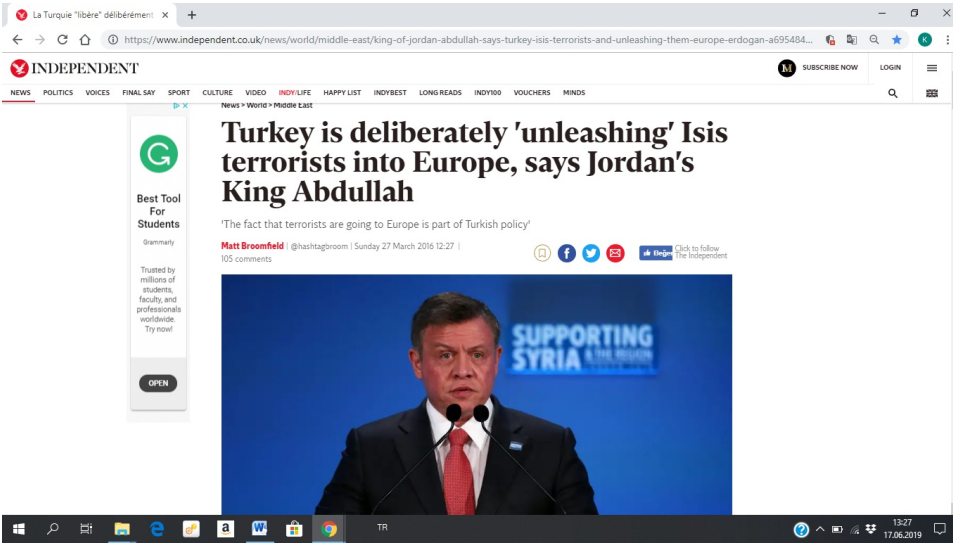 La Turquie "libère" délibérément
https://www.independent.co.uk/news/world/middle-east/king-of-jordan-abdullah-says-turkey-isis-terrorists-and-unleashing-them-europe-erdogan-a695484...
K
INDEPENDENT
M
SUBSCRIBE NOW
LOGIN
NEWS POLITICS VOICES FINAL SAY SPORT CULTURE VIDEO INDY/LIFE HAPPY LIST INDYBEST LONG READS INDY100 VOUCHERS MINDS
News > World > Middle East
Turkey is deliberately 'unleashing' Isis
terrorists into Europe, says Jordan's
King Abdullah
'The fact that terrorists are going to Europe is part of Turkish policy'
Matt Broomfield | @hashtagbroom | Sunday 27 March 2016 12:27 |
105 comments
Beğen
Click to follow
The Independent
G
Best Tool
For
Students
Grammarly
Trusted by
millions of
students,
faculty, and
professionals
worldwide.
Try now!
OPEN
SUPPORTING
SYRIA & THE REGION
TR
13:27
17.06.2019